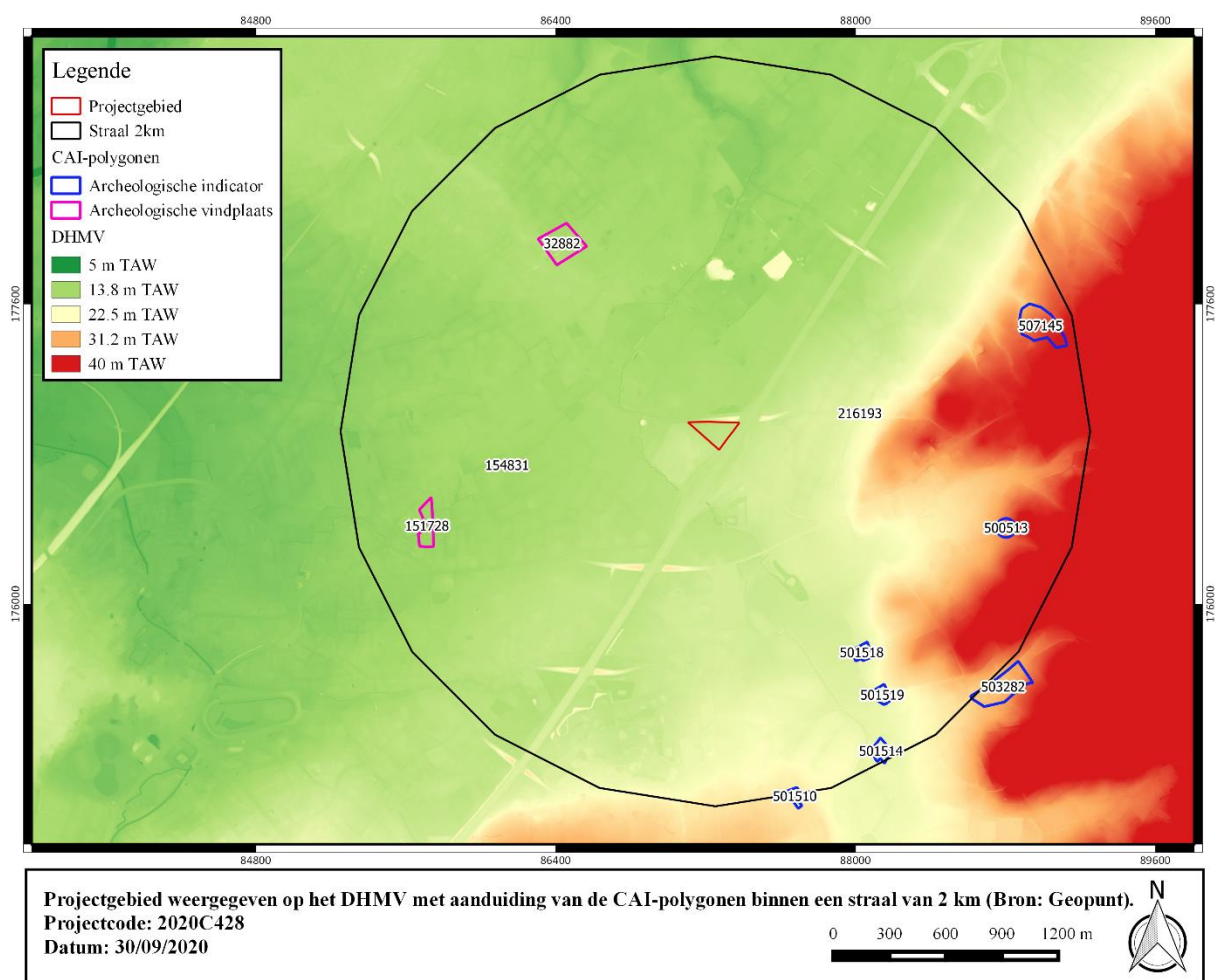 84800 86400 88000 89600
Legende
Projectgebied
Straal 2km
CAI-polygonen
Archeologische indicator
Archeologische vindplaats
DHMV
5 m TAW
13.8 m TAW
22.5 m TAW
31.2 m TAW
40 m TAW
32882
177600 177600
507145
216193
154831
151728
500513
176000 176000
501518
503282
501519
501514
501510
84800 86400 88000 89600
Projectgebied weergegeven op het DHMV met aanduiding van de CAI-polygonen binnen een straal van 2 km (Bron: Geopunt).
Projectcode: 2020C428
Datum: 30/09/2020
N
0 300 600 900 1200 m